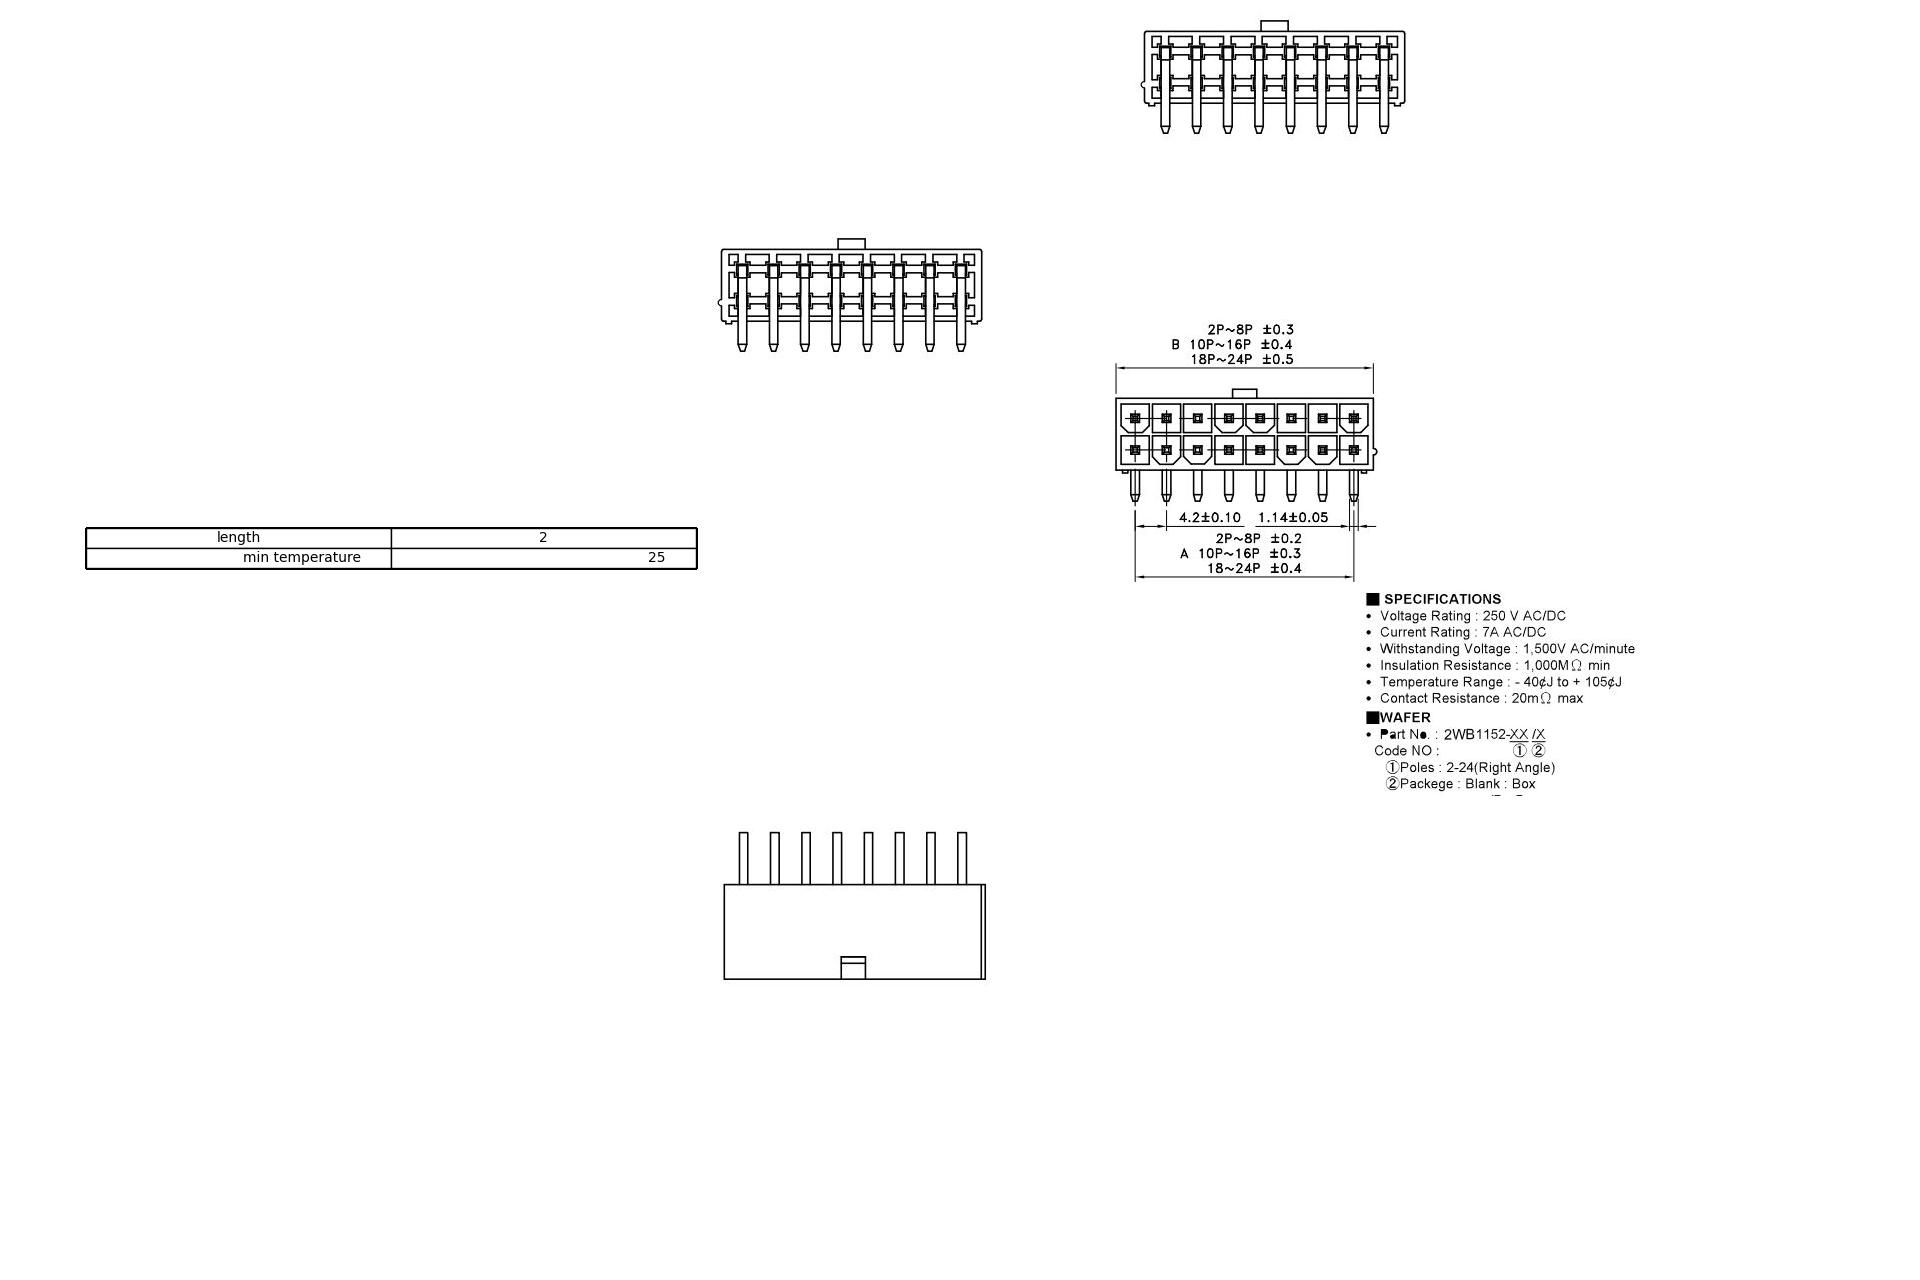 2P~8P ±0.3
B 10P~16P ±0.4
18P~24P ±0.5
4.2±0.10 1.14±0.05
2P~8P ±0.2
A 10P~16P ±0.3
18~24P ±0.4
length 2
min temperature 25
■ SPECIFICATIONS
• Voltage Rating : 250 V AC/DC
• Current Rating : 7A AC/DC
• Withstanding Voltage : 1,500V AC/minute
• Insulation Resistance : 1,000MΩ min
• Temperature Range : - 40¢J to + 105¢J
• Contact Resistance : 20mΩ max
■WAFER
• Part No. : 2WB1152-XX /X
Code NO : ① ②
①Poles : 2-24(Right Angle)
②Packege : Blank : Box